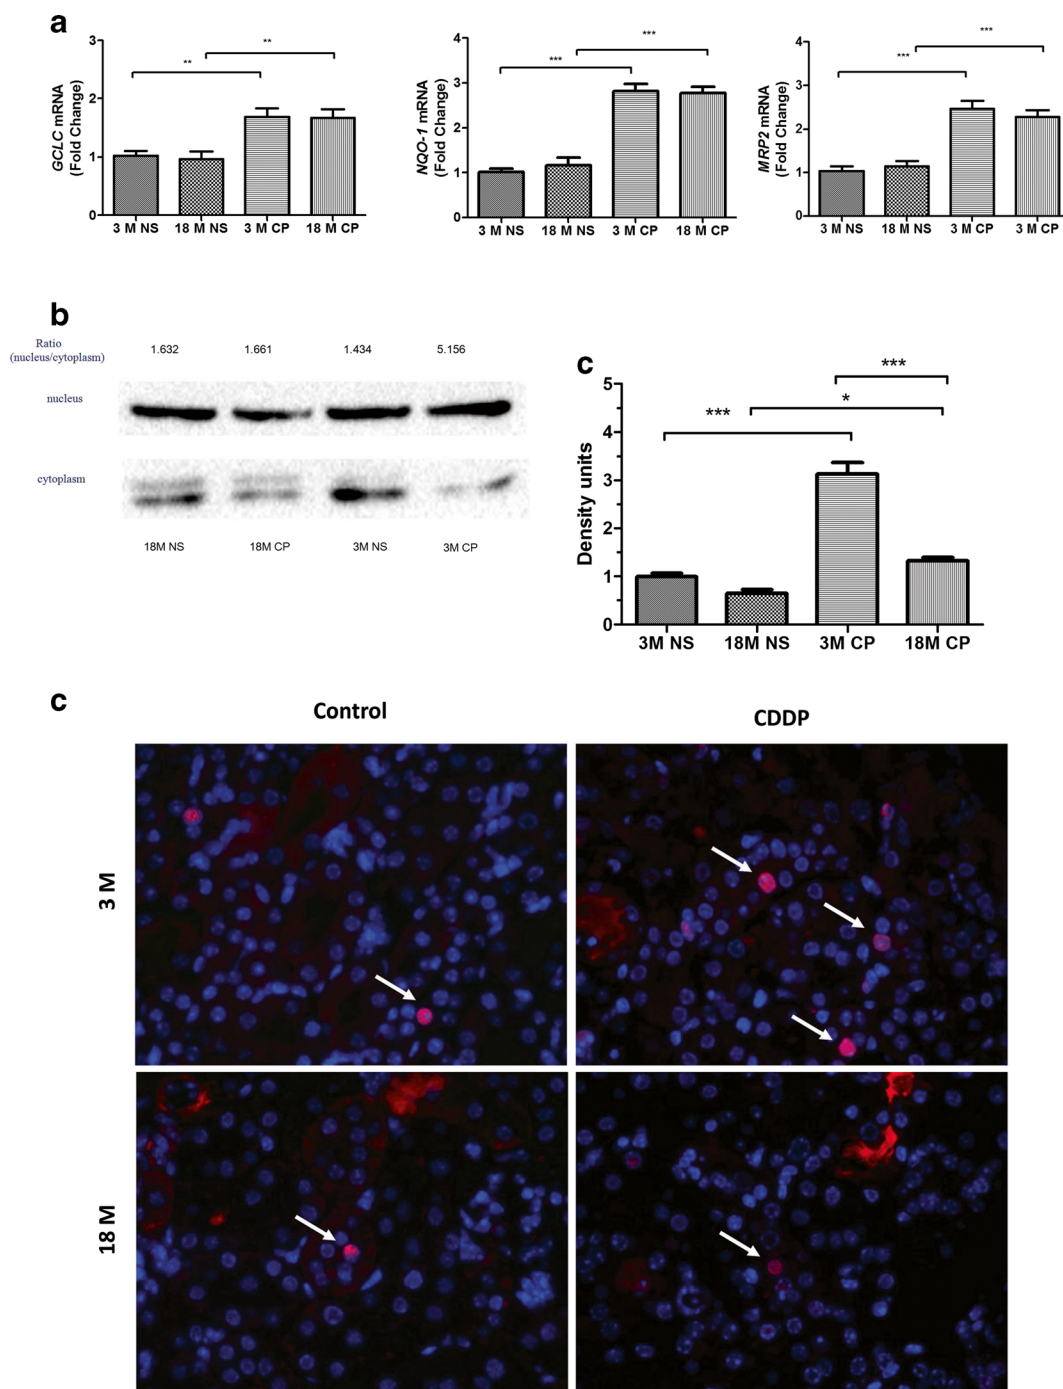 a
GCLC mRNA
(Fold Change)
3
2
1
0
**
**
3 M NS 18 M NS 3 M CP 18 M CP
NQO-1 mRNA
(Fold Change)
4
3
2
1
0
***
***
3 M NS 18 M NS 3 M CP 18 M CP
MRP2 mRNA
(Fold Change)
4
3
2
1
0
***
***
3 M NS 18 M NS 3 M CP 3 M CP
b
Ratio
(nucleus/cytoplasm)
1.632 1.661 1.434 5.156
nucleus
cytoplasm
18M NS 18M CP 3M NS 3M CP
c
Density units
5
4
3
2
1
0
***
*
***
3M NS 18M NS 3M CP 18M CP
c
Control
CDDP
3 M
18 M